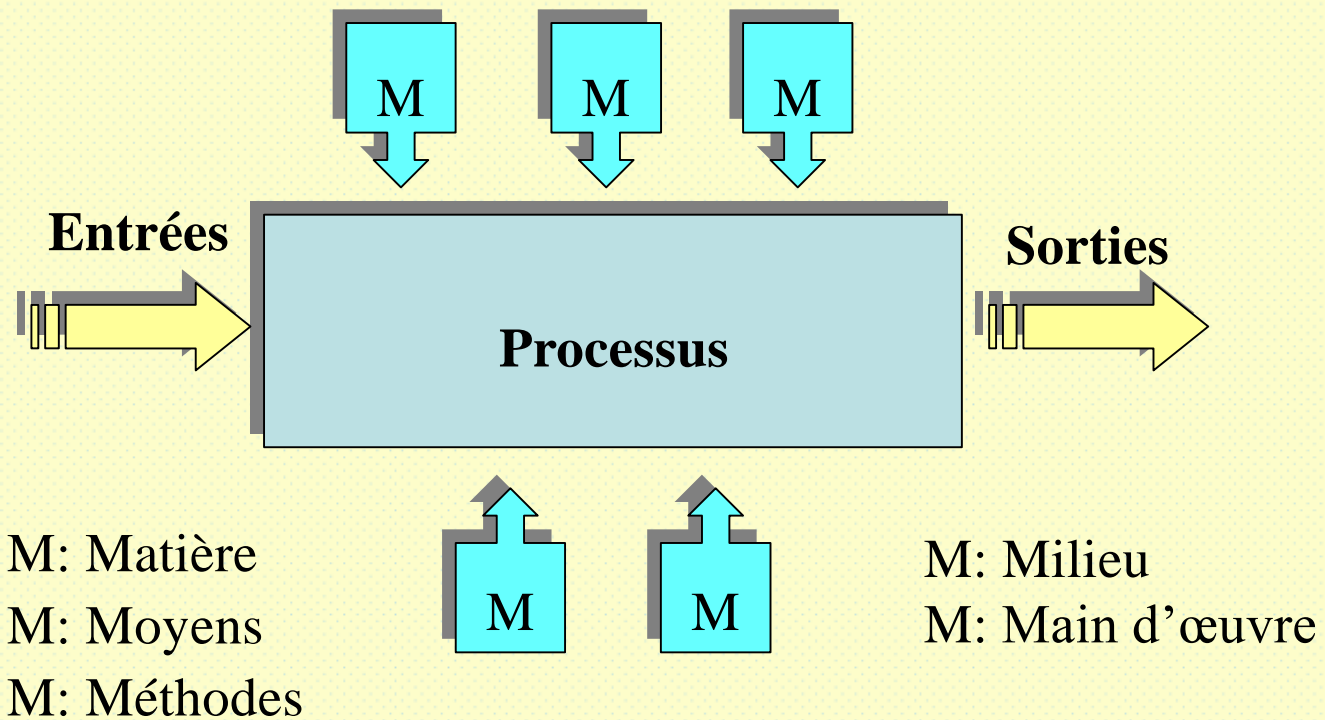 M M M
Entrées
Sorties
Processus
M M
M: Matière
M: Moyens
M: Méthodes
M: Milieu
M: Main d’œuvre